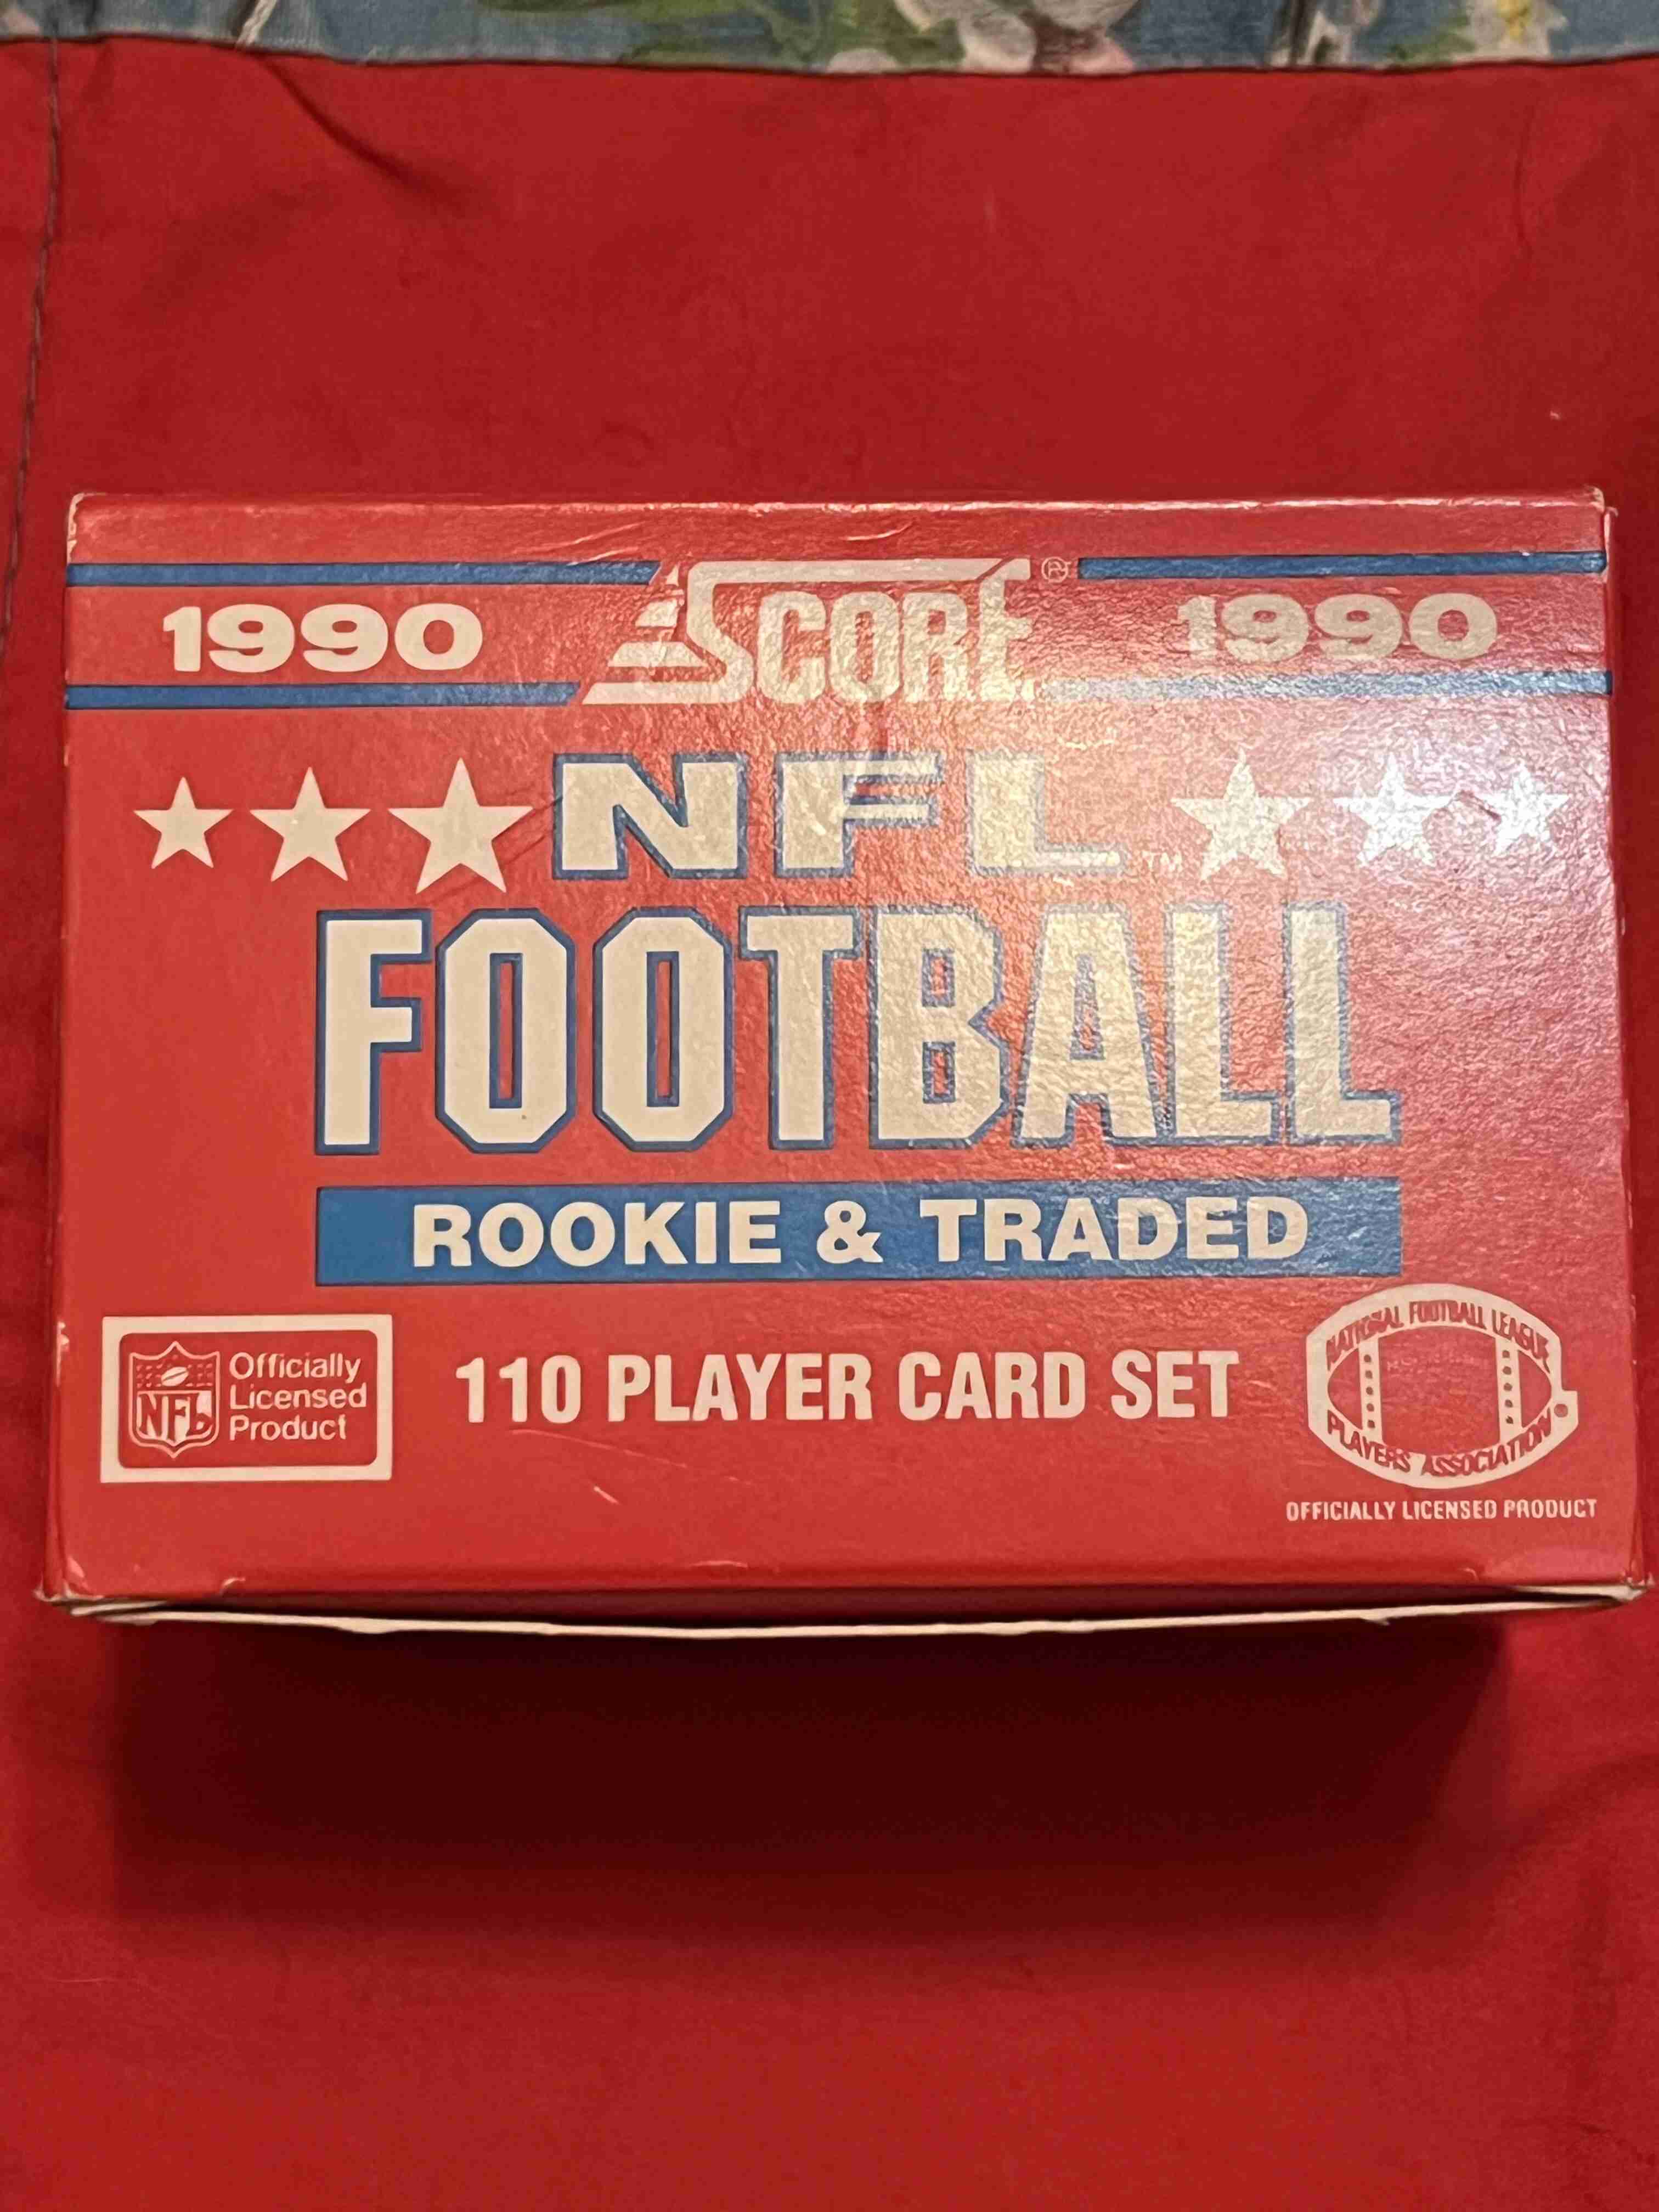 1990 SCORE® 1990
NFL™
FOOTBALL
ROOKIE & TRADED
NFL
Officially
Licensed
Product
110 PLAYER CARD SET
NATIONAL FOOTBALL LEAGUE
PLAYERS ASSOCIATION
OFFICIALLY LICENSED PRODUCT